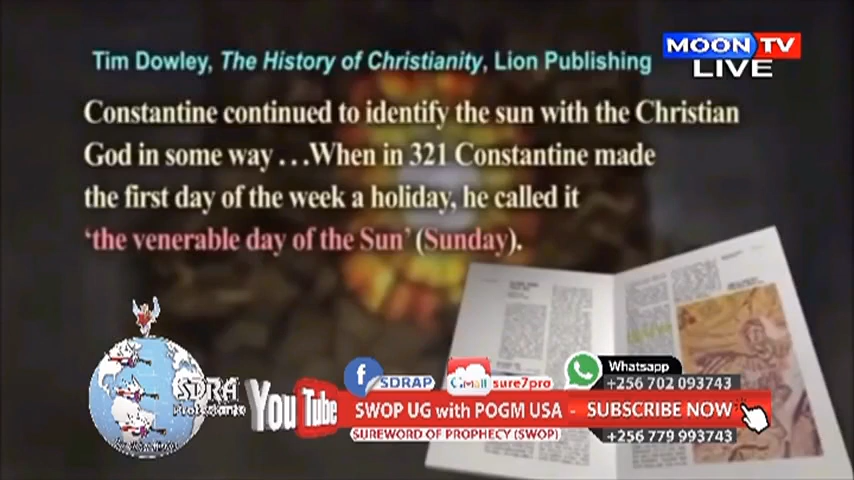 Tim Dowley, The History of Christianity, Lion Publishing
MOON TV
LIVE
Constantine continued to identify the sun with the Christian
God in some way...When in 321 Constantine made
the first day of the week a holiday, he called it
‘the venerable day of the Sun’ (Sunday).
SDRA
Protestants
YouTube
SDRAP
Gmail sure7pro
Whatsapp
+256 702 093743
SWOP UG with POGM USA - SUBSCRIBE NOW
SUREWORD OF PROPHECY (SWOP)
+256 779 993743